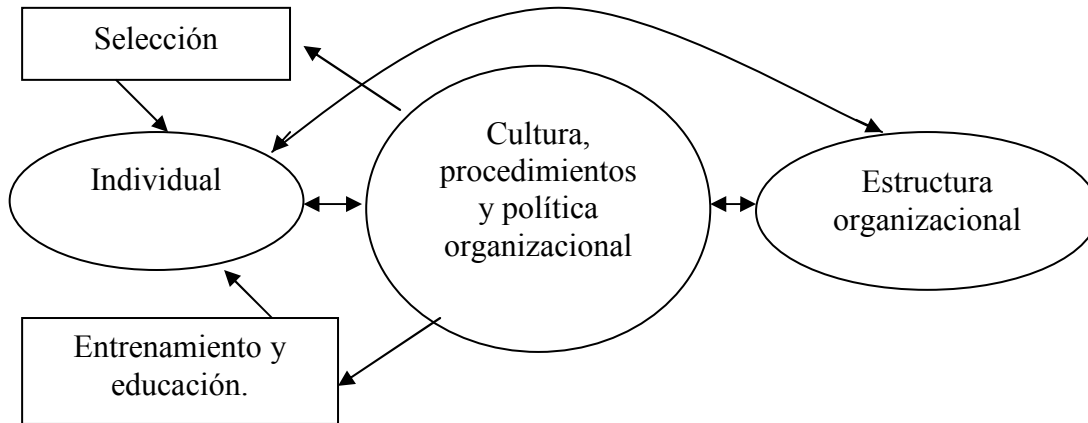 Selección
Individual
Cultura,
procedimientos
y política
organizacional
Estructura
organizacional
Entrenamiento y
educación.